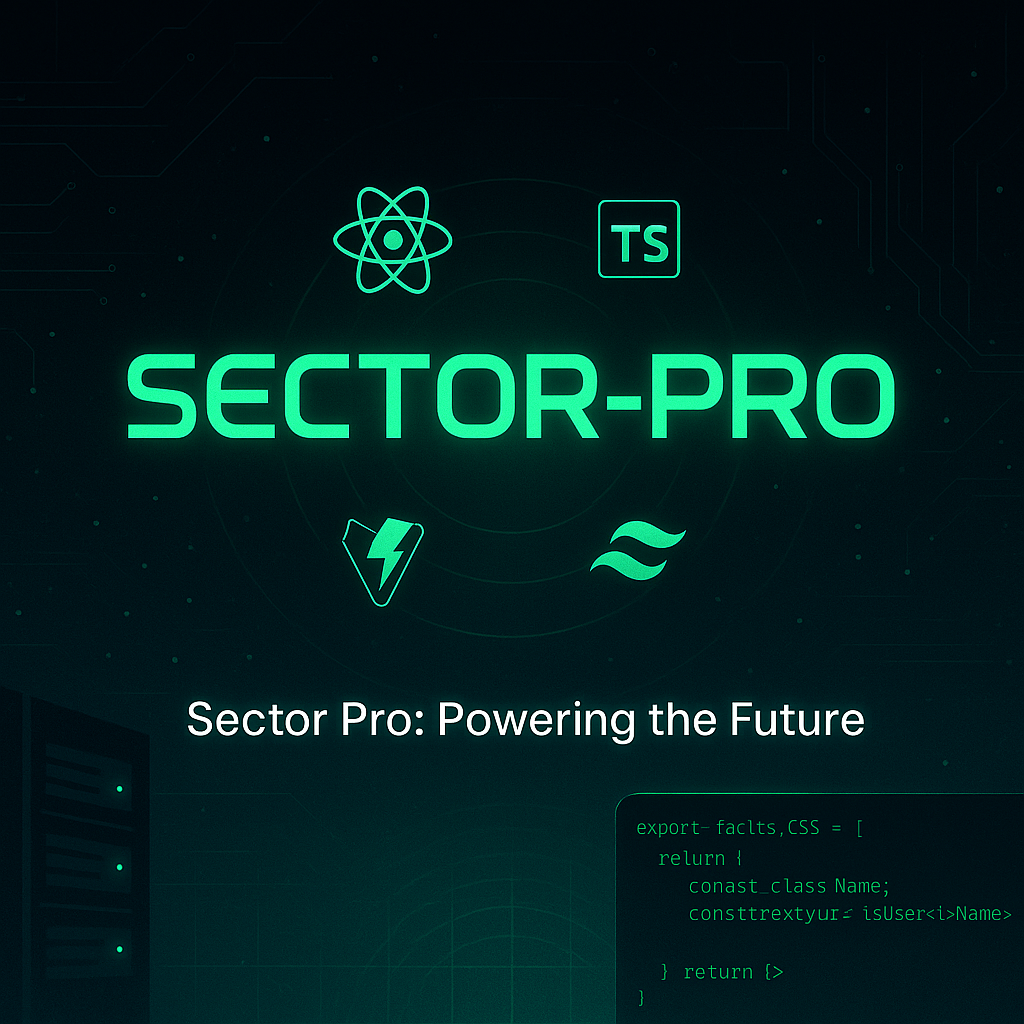 TS
SECTOR-PRO
Sector Pro: Powering the Future
export- faclts,CSS = [
relurn {
conast_class Name;
consttrextyur= isUser<i>Name>
} return {>
}